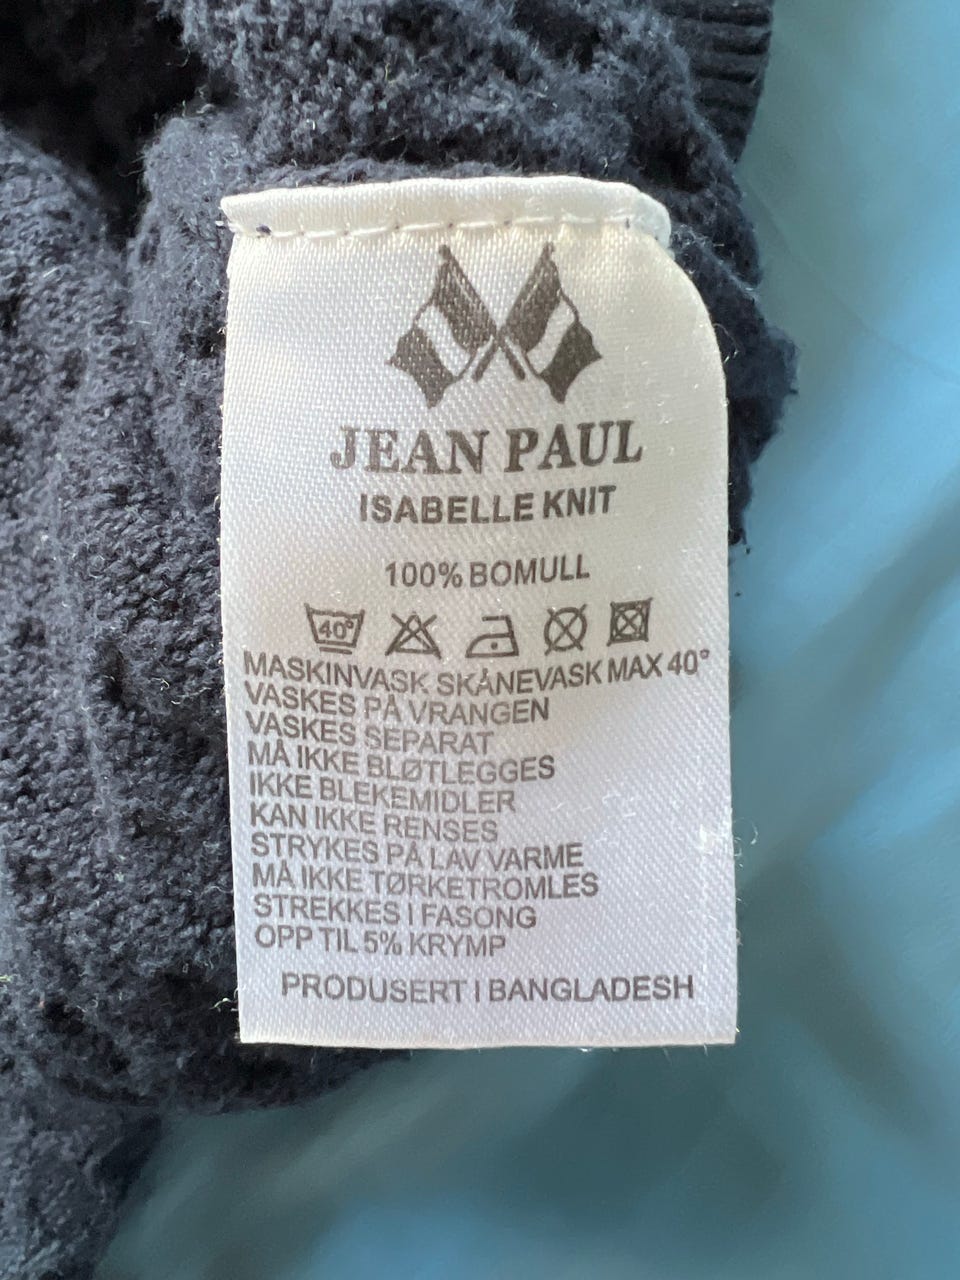 JEAN PAUL
ISABELLE KNIT
100% BOMULL
40°
MASKINVASK SKÅNEVASK MAX 40°
VASKES PÅ VRANGEN
VASKES SEPARAT
MÅ IKKE BLØTLEGGES
IKKE BLEKEMIDLER
KAN IKKE RENSES
STRYKES PÅ LAV VARME
MÅ IKKE TØRKETROMLES
STREKKES I FASONG
OPP TIL 5% KRYMP
PRODUSERT I BANGLADESH